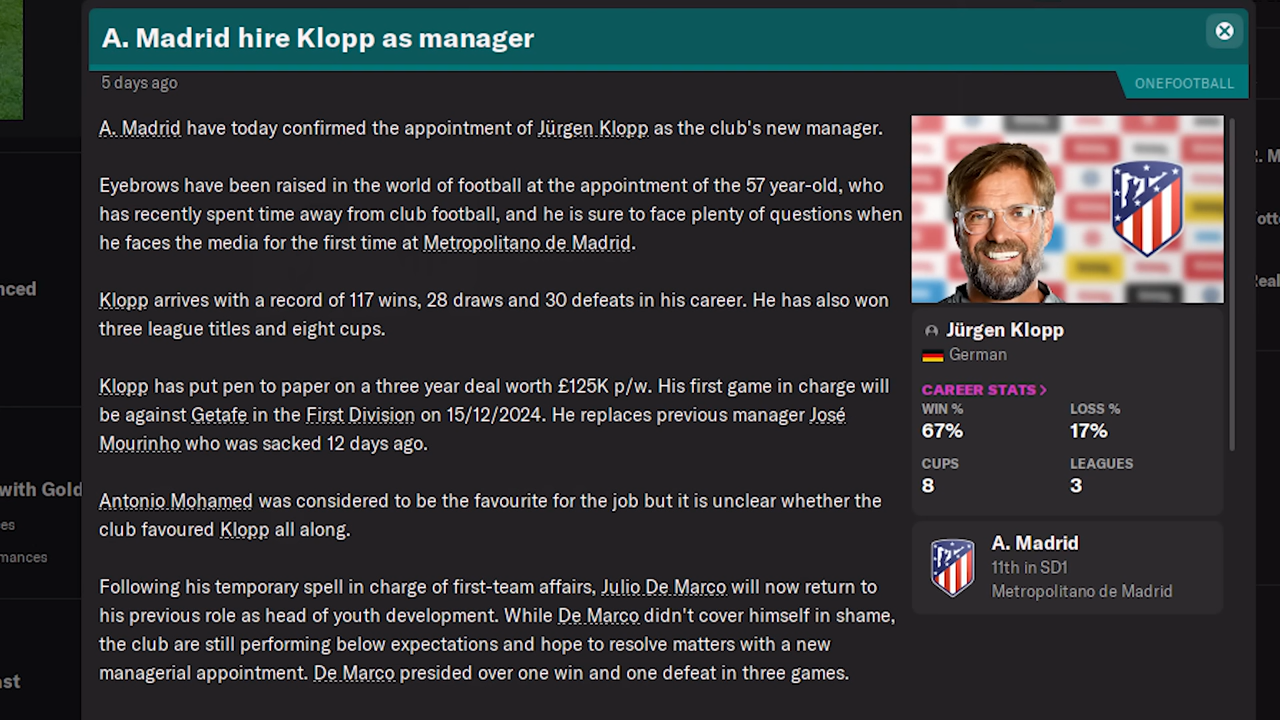 A. Madrid hire Klopp as manager
5 days ago
ONEFOOTBALL
A. Madrid have today confirmed the appointment of Jürgen Klopp as the club's new manager.
Eyebrows have been raised in the world of football at the appointment of the 57 year-old, who
has recently spent time away from club football, and he is sure to face plenty of questions when
he faces the media for the first time at Metropolitano de Madrid.
Klopp arrives with a record of 117 wins, 28 draws and 30 defeats in his career. He has also won
three league titles and eight cups.
Klopp has put pen to paper on a three year deal worth £125K p/w. His first game in charge will
be against Getafe in the First Division on 15/12/2024. He replaces previous manager José
Mourinho who was sacked 12 days ago.
Antonio Mohamed was considered to be the favourite for the job but it is unclear whether the
club favoured Klopp all along.
Following his temporary spell in charge of first-team affairs, Julio De Marco will now return to
his previous role as head of youth development. While De Marco didn't cover himself in shame,
the club are still performing below expectations and hope to resolve matters with a new
managerial appointment. De Marco presided over one win and one defeat in three games.
Jürgen Klopp
German
CAREER STATS >
WIN % LOSS %
67% 17%
CUPS LEAGUES
8 3
A. Madrid
11th in SD1
Metropolitano de Madrid
nced
with Gold
es
mances
ast
R. M
otte
Real